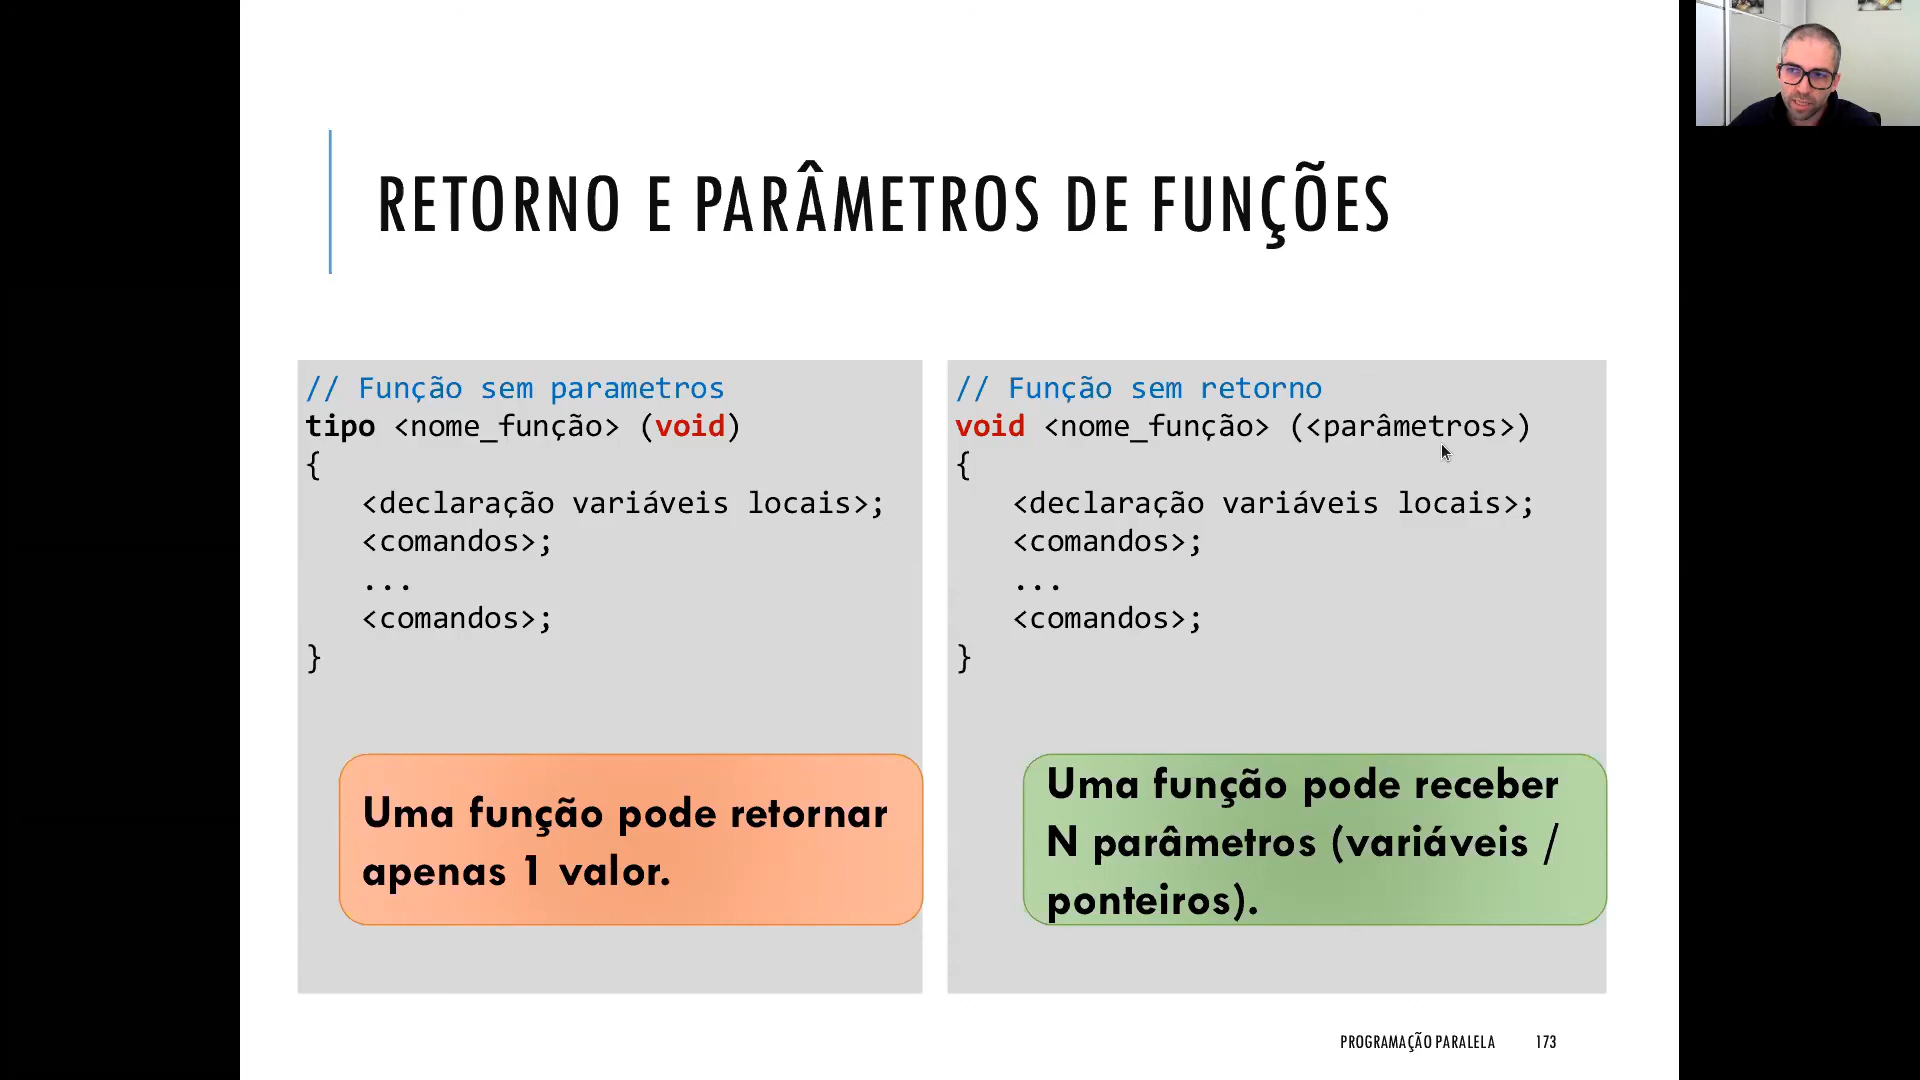 RETORNO E PARÂMETROS DE FUNÇÕES
// Função sem parametros
tipo <nome_função> (void)
{
<declaração variáveis locais>;
<comandos>;
...
<comandos>;
}
Uma função pode retornar
apenas 1 valor.
// Função sem retorno
void <nome_função> (<parâmetros>)
{
<declaração variáveis locais>;
<comandos>;
...
<comandos>;
}
Uma função pode receber
N parâmetros (variáveis /
ponteiros).
PROGRAMAÇÃO PARALELA 173